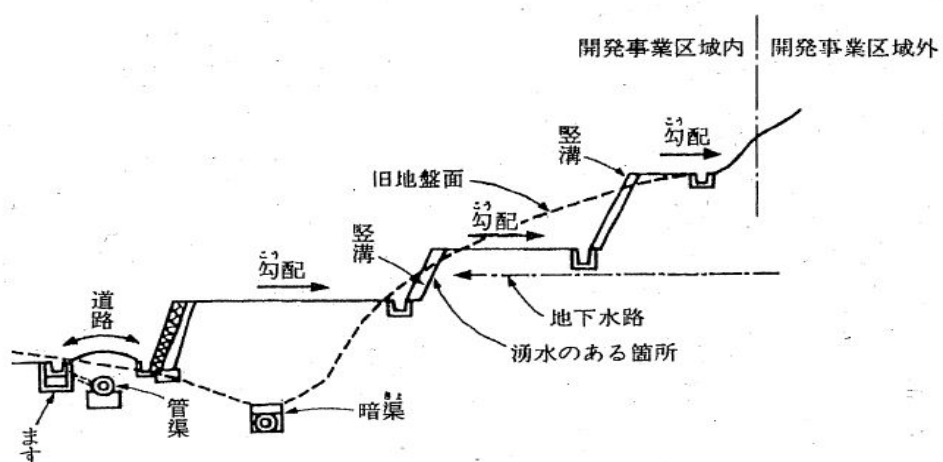 開発事業区域内
開発事業区域外
こう
勾配
竪溝
旧地盤面
こう
勾配
竪溝
こう
勾配
地下水路
湧水のある箇所
道路
きょ
暗渠
管渠
ます